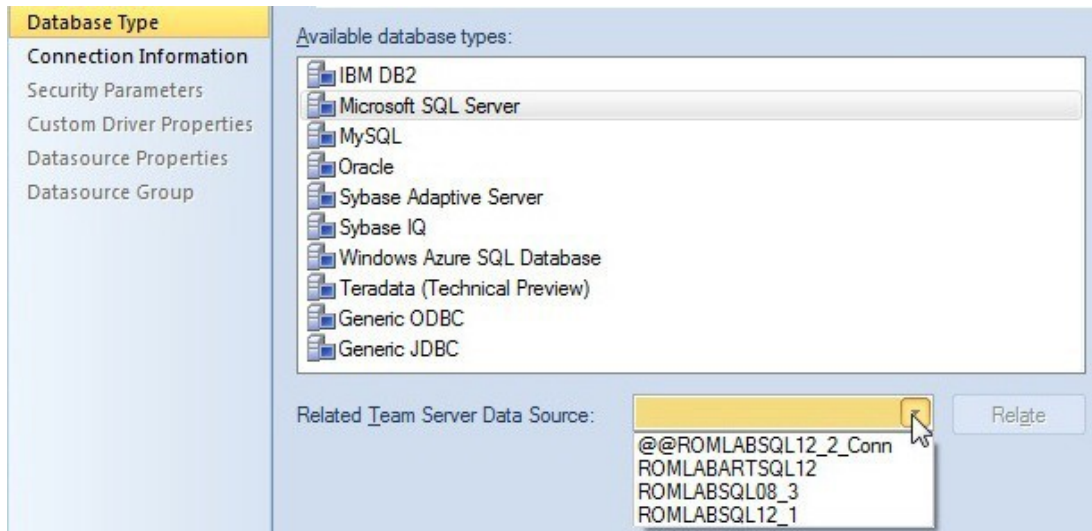 Database Type
Connection Information
Security Parameters
Custom Driver Properties
Datasource Properties
Datasource Group
Available database types:
IBM DB2
Microsoft SQL Server
MySQL
Oracle
Sybase Adaptive Server
Sybase IQ
Windows Azure SQL Database
Teradata (Technical Preview)
Generic ODBC
Generic JDBC
Related Team Server Data Source:
Relate
@@ROMLABSQL12_2_Conn
ROMLABARTSQL12
ROMLABSQL08_3
ROMLABSQL12_1